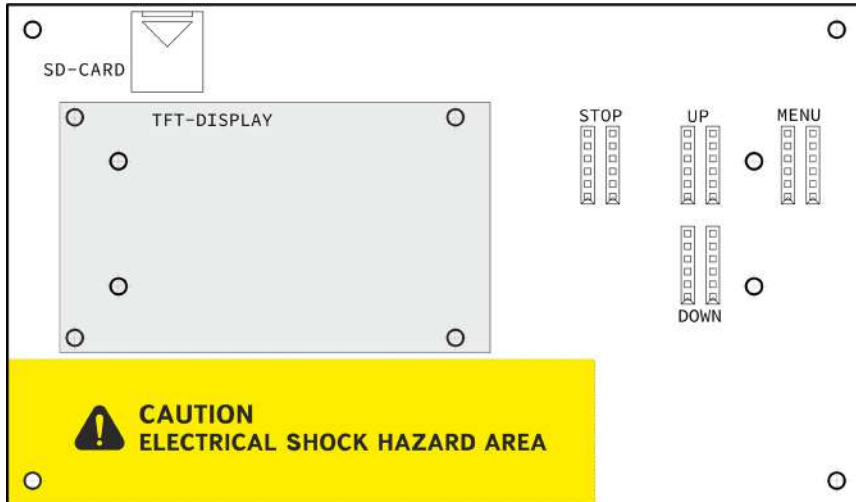 SD-CARD
TFT-DISPLAY
STOP
UP
MENU
DOWN
CAUTION
ELECTRICAL SHOCK HAZARD AREA